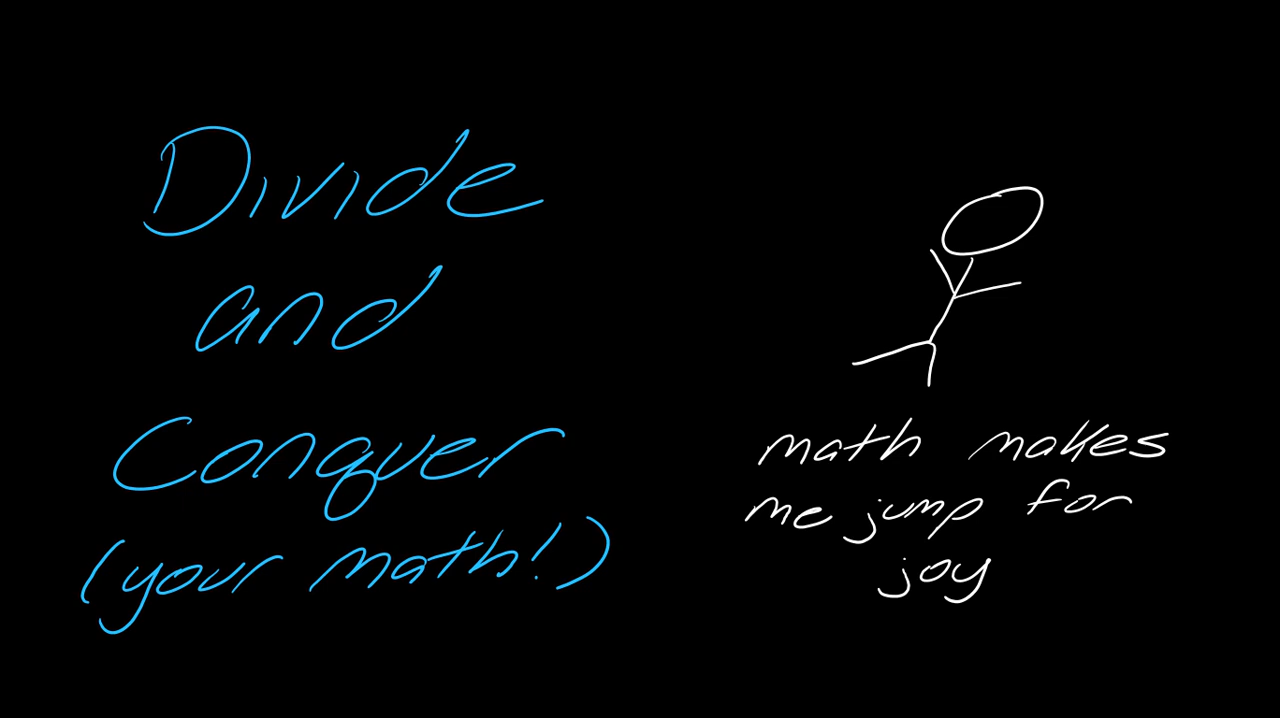 Divide
and
Conquer
(your math!)
math makes
me jump for
joy